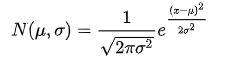 N(μ, σ) = 1/√(2πσ²) e^((x−μ)²/2σ²)